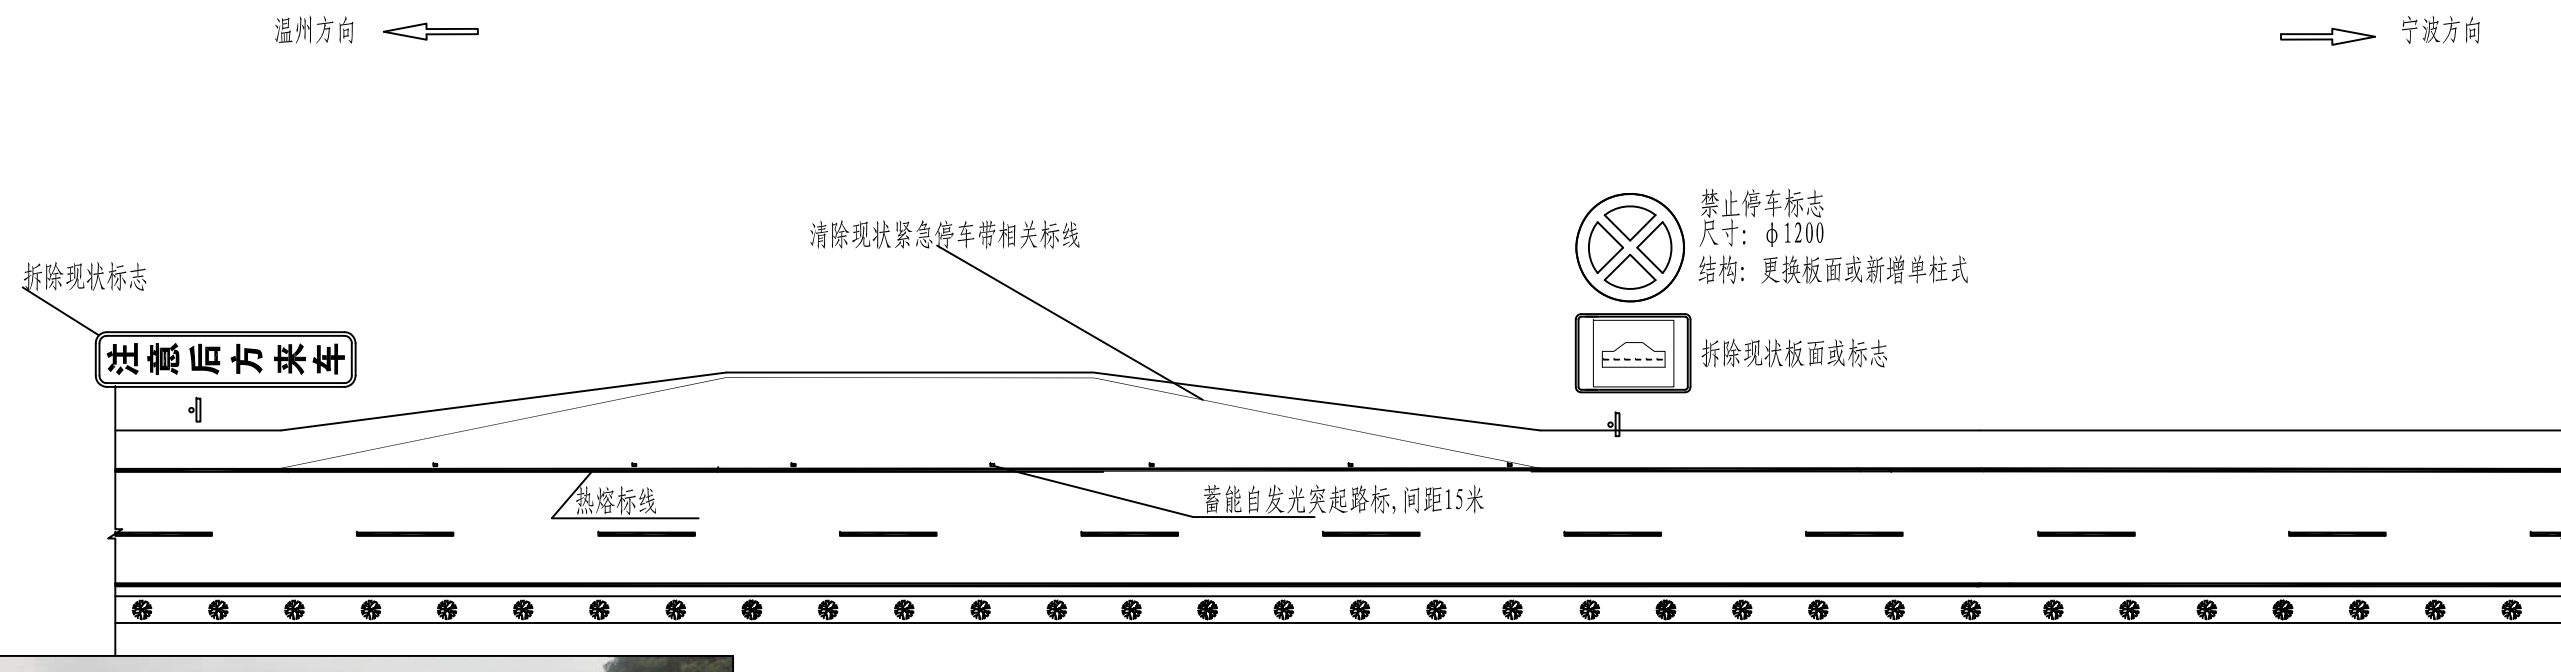 温州方向
宁波方向
禁止停车标志
尺寸：φ1200
结构：更换板面或新增单柱式
清除现状紧急停车带相关标线
拆除现状标志
注意后方来车
拆除现状板面或标志
热熔标线
蓄能自发光突起路标,间距15米